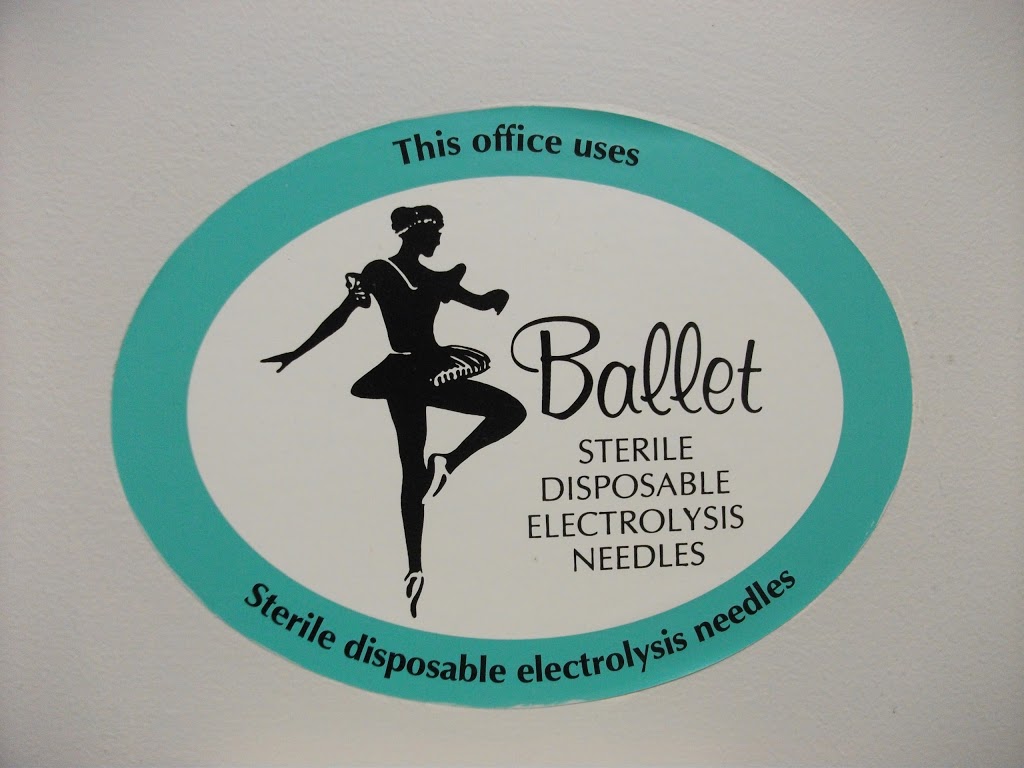 This office uses
Ballet
STERILE
DISPOSABLE
ELECTROLYSIS
NEEDLES
Sterile disposable electrolysis needles